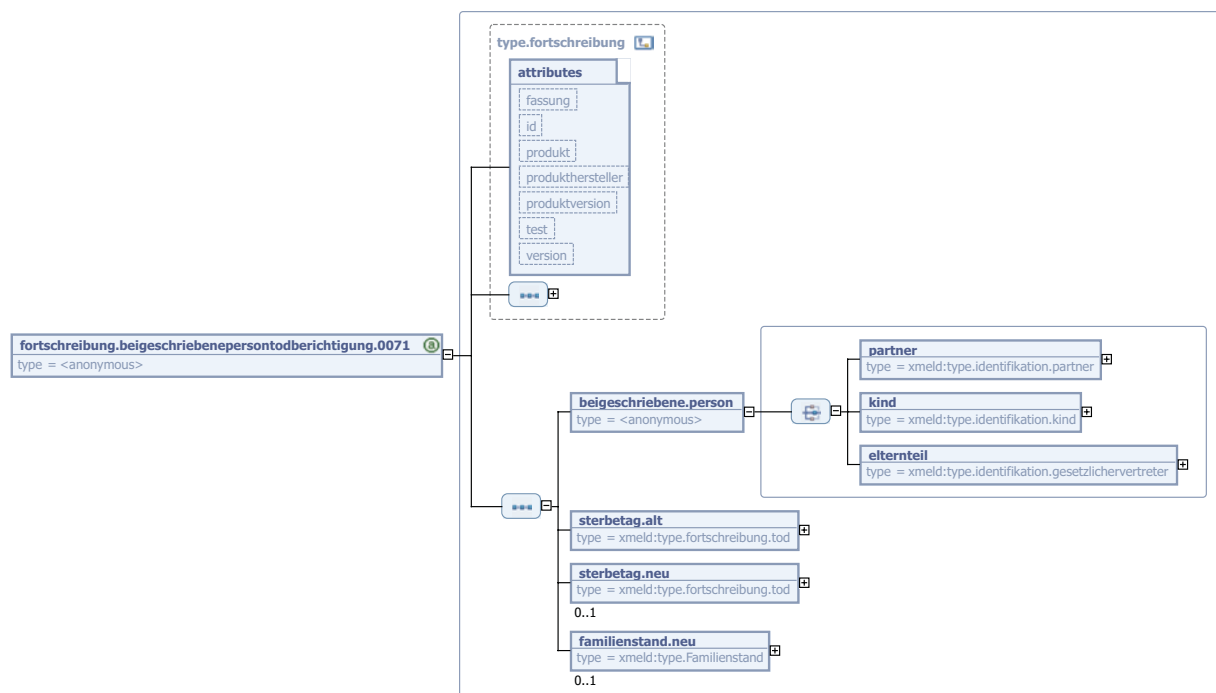 type.fortschreibung
attributes
fassung
id
produkt
produkthersteller
produktversion
test
version
fortschreibung.beigeschriebenepersontodberichtigung.0071
type = <anonymous>
beigeschriebene.person
type = <anonymous>
partner
type = xmeld:type.identifikation.partner
kind
type = xmeld:type.identifikation.kind
elternteil
type = xmeld:type.identifikation.gesetzlichervertreter
sterbetag.alt
type = xmeld:type.fortschreibung.tod
sterbetag.neu
type = xmeld:type.fortschreibung.tod
0..1
familienstand.neu
type = xmeld:type.Familienstand
0..1